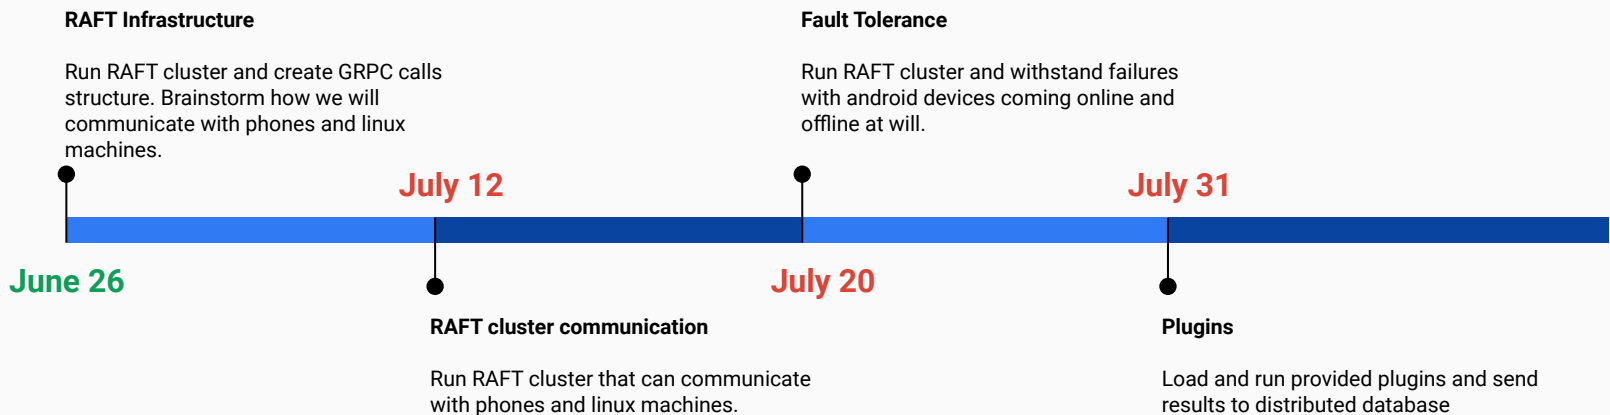 RAFT Infrastructure
Run RAFT cluster and create GRPC calls
structure. Brainstorm how we will
communicate with phones and linux
machines.
Fault Tolerance
Run RAFT cluster and withstand failures
with android devices coming online and
offline at will.
July 12
July 31
June 26
July 20
RAFT cluster communication
Run RAFT cluster that can communicate
with phones and linux machines.
Plugins
Load and run provided plugins and send
results to distributed database